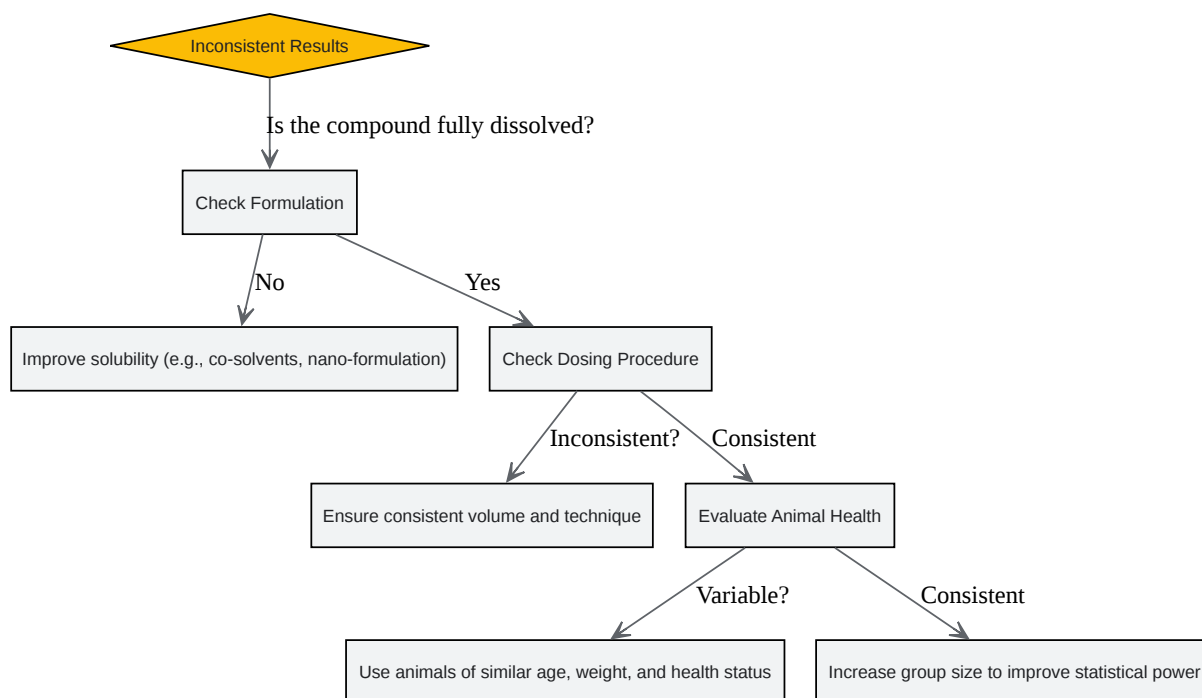 Inconsistent Results
Is the compound fully dissolved?
Check Formulation
No
Yes
Improve solubility (e.g., co-solvents, nano-formulation)
Check Dosing Procedure
Inconsistent?
Consistent
Ensure consistent volume and technique
Evaluate Animal Health
Variable?
Consistent
Use animals of similar age, weight, and health status
Increase group size to improve statistical power